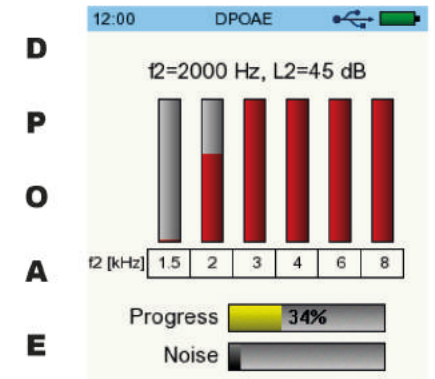 12:00 DPOAE
D
P
O
A
E
f2=2000 Hz, L2=45 dB
f2 [kHz] 1.5 2 3 4 6 8
Progress 34%
Noise